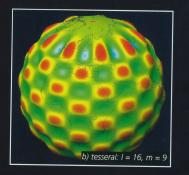 b) tesseral: l = 16, m = 9